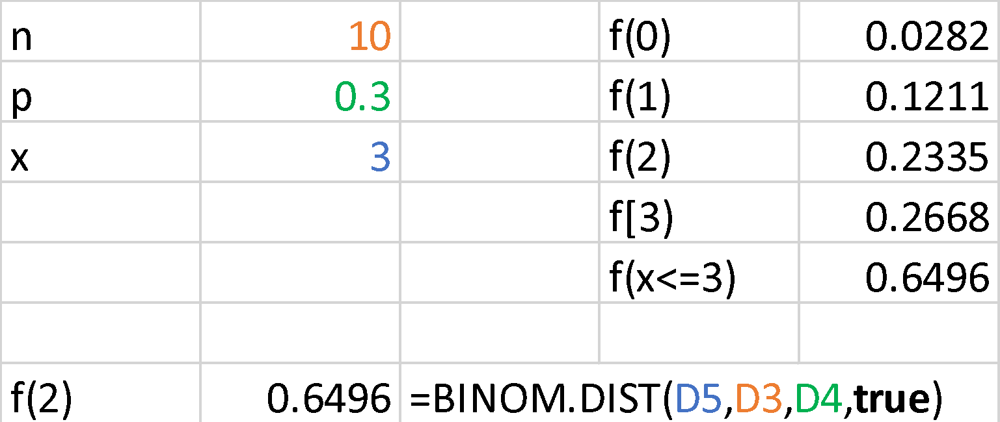 n 10 f(0) 0.0282
p 0.3 f(1) 0.1211
x 3 f(2) 0.2335
f[3) 0.2668
f(x<=3) 0.6496
f(2) 0.6496 =BINOM.DIST(D5,D3,D4,true)